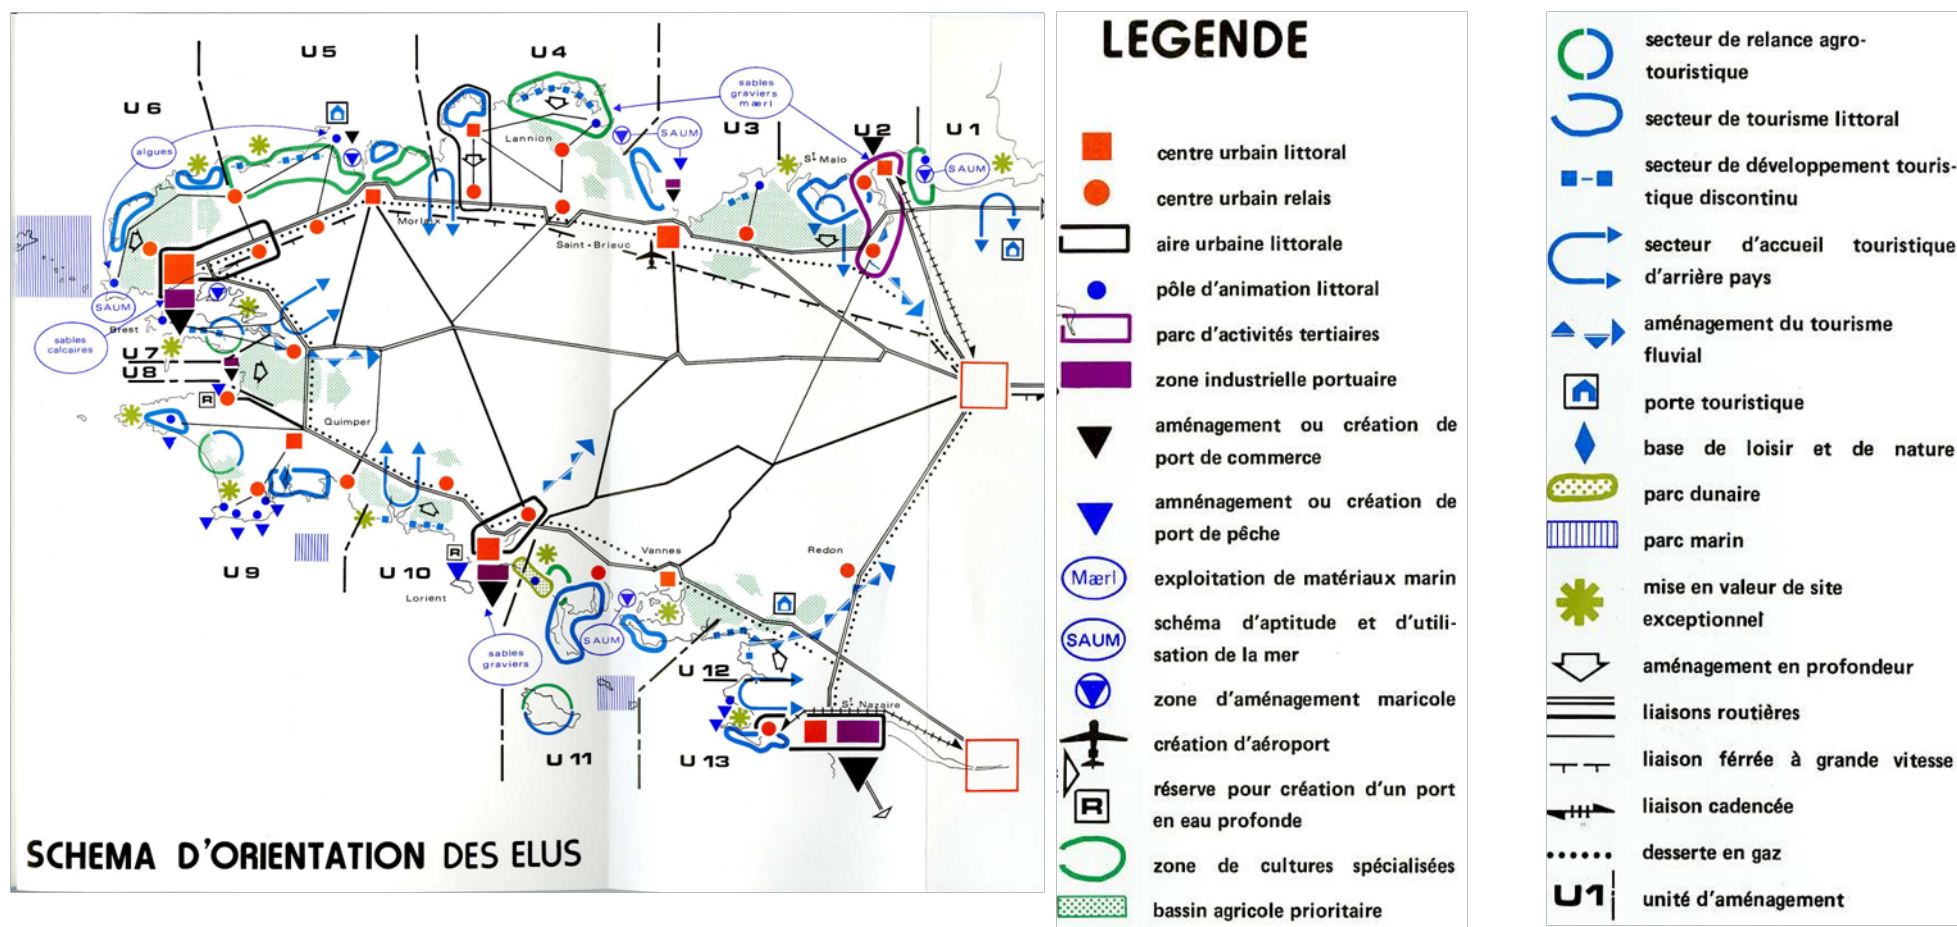 U 5
U 4
U 6
sables
graviers
mærl
SAUM
U 3
U 2
U 1
algues
Lannion
St Malo
SAUM
Morlaix
Saint-Brieuc
SAUM
Brest
sables
calcaires
U 7
U 8
R
Quimper
R
Vannes
Redon
U 9
U 10
Lorient
SAUM
sables
graviers
U 12
St Nazaire
U 11
U 13
SCHEMA D'ORIENTATION DES ELUS
LEGENDE
centre urbain littoral
centre urbain relais
aire urbaine littorale
pôle d'animation littoral
parc d'activités tertiaires
zone industrielle portuaire
aménagement ou création de
port de commerce
amnénagement ou création de
port de pêche
Mærl
exploitation de matériaux marin
schéma d'aptitude et d'utili-
SAUM
sation de la mer
zone d'aménagement maricole
création d'aéroport
réserve pour création d'un port
R
en eau profonde
zone de cultures spécialisées
bassin agricole prioritaire
secteur de relance agro-
touristique
secteur de tourisme littoral
secteur de développement touris-
tique discontinu
secteur d'accueil touristique
d'arrière pays
aménagement du tourisme
fluvial
porte touristique
base de loisir et de nature
parc dunaire
parc marin
mise en valeur de site
exceptionnel
aménagement en profondeur
liaisons routières
liaison férrée à grande vitesse
liaison cadencée
desserte en gaz
U1
unité d'aménagement